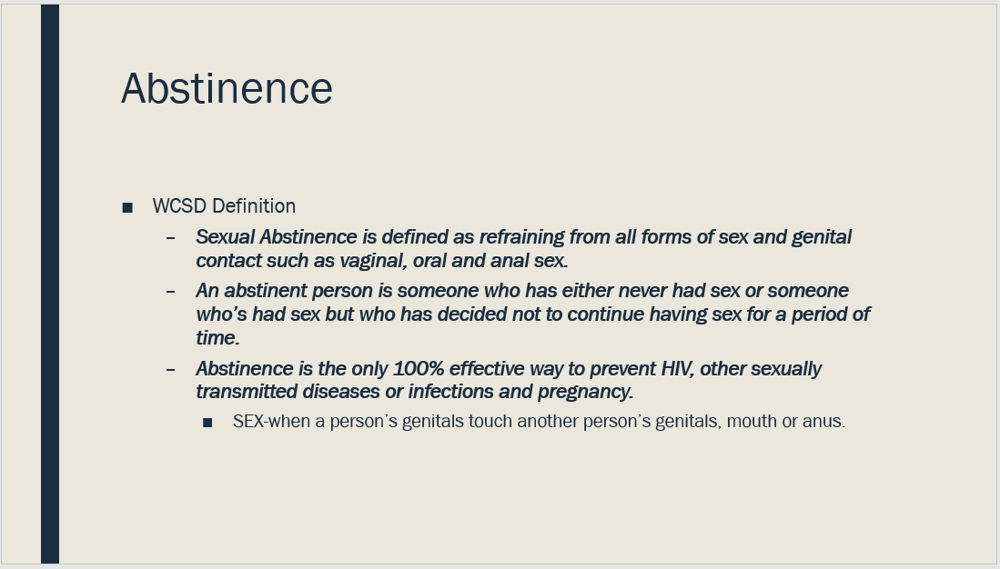 Abstinence
■ WCSD Definition
– Sexual Abstinence is defined as refraining from all forms of sex and genital
contact such as vaginal, oral and anal sex.
– An abstinent person is someone who has either never had sex or someone
who’s had sex but who has decided not to continue having sex for a period of
time.
– Abstinence is the only 100% effective way to prevent HIV, other sexually
transmitted diseases or infections and pregnancy.
■ SEX-when a person’s genitals touch another person’s genitals, mouth or anus.